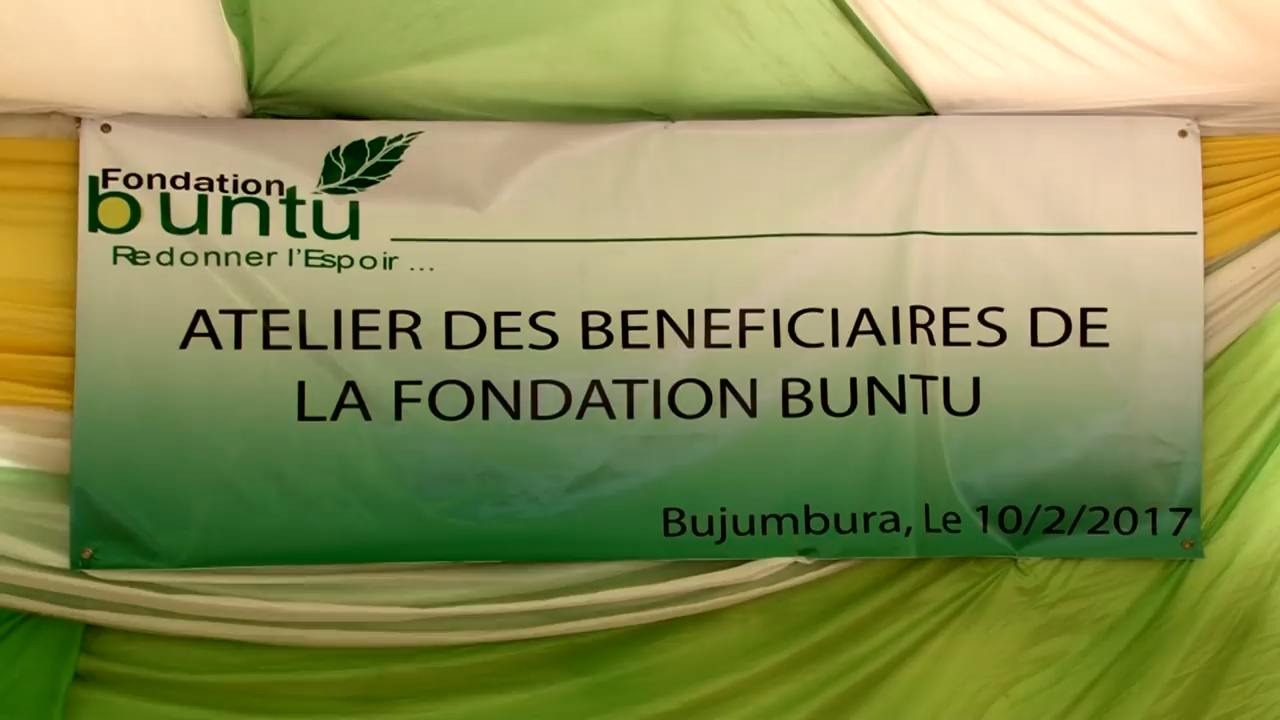 Fondation
buntu
Redonner l'Espoir ...
ATELIER DES BENEFICIAIRES DE
LA FONDATION BUNTU
Bujumbura, Le 10/2/2017